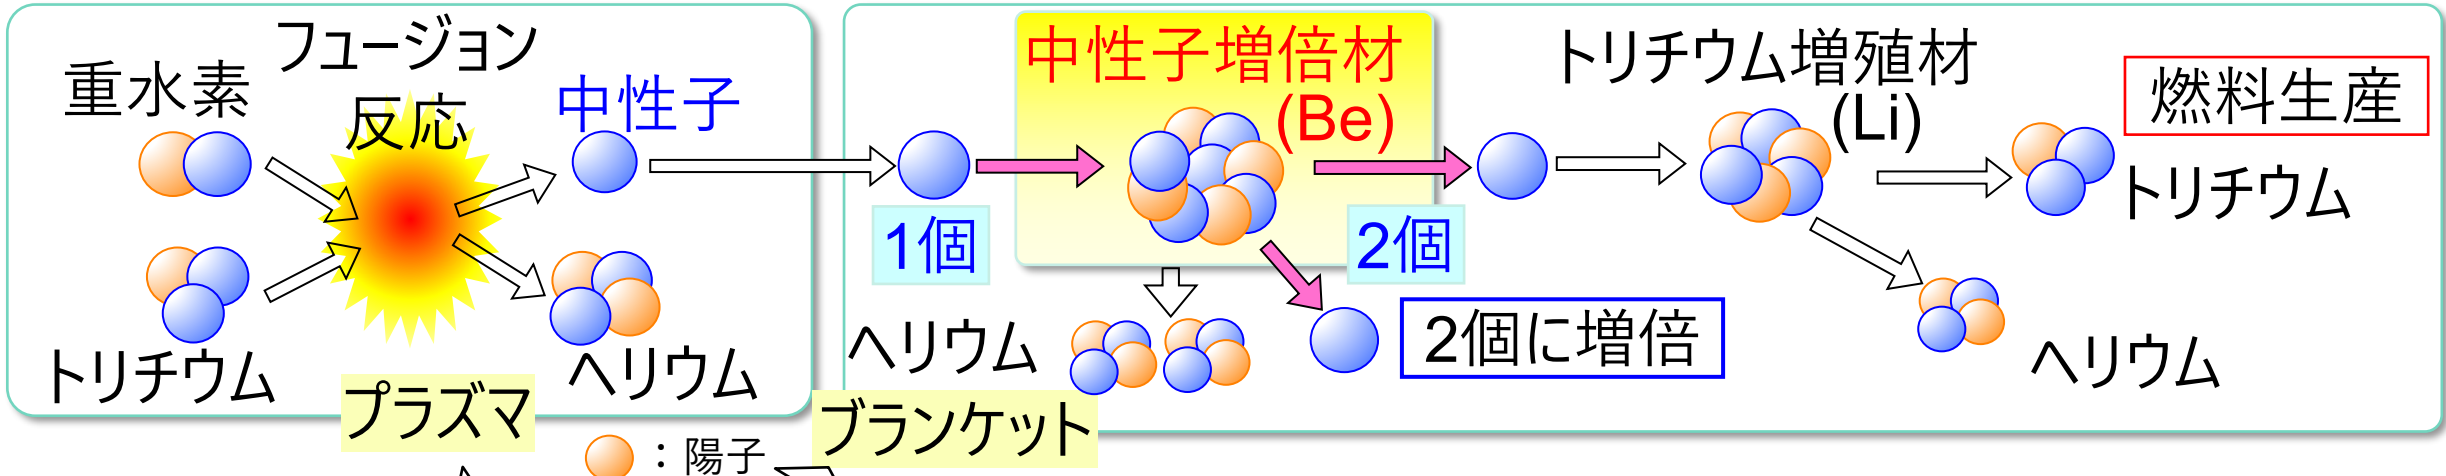 重水素
フュージョン
反応
中性子
トリチウム
ヘリウム
プラズマ
：陽子
中性子増倍材
(Be)
1個
2個
2個に増倍
ヘリウム
ブランケット
トリチウム増殖材
(Li)
燃料生産
トリチウム
ヘリウム